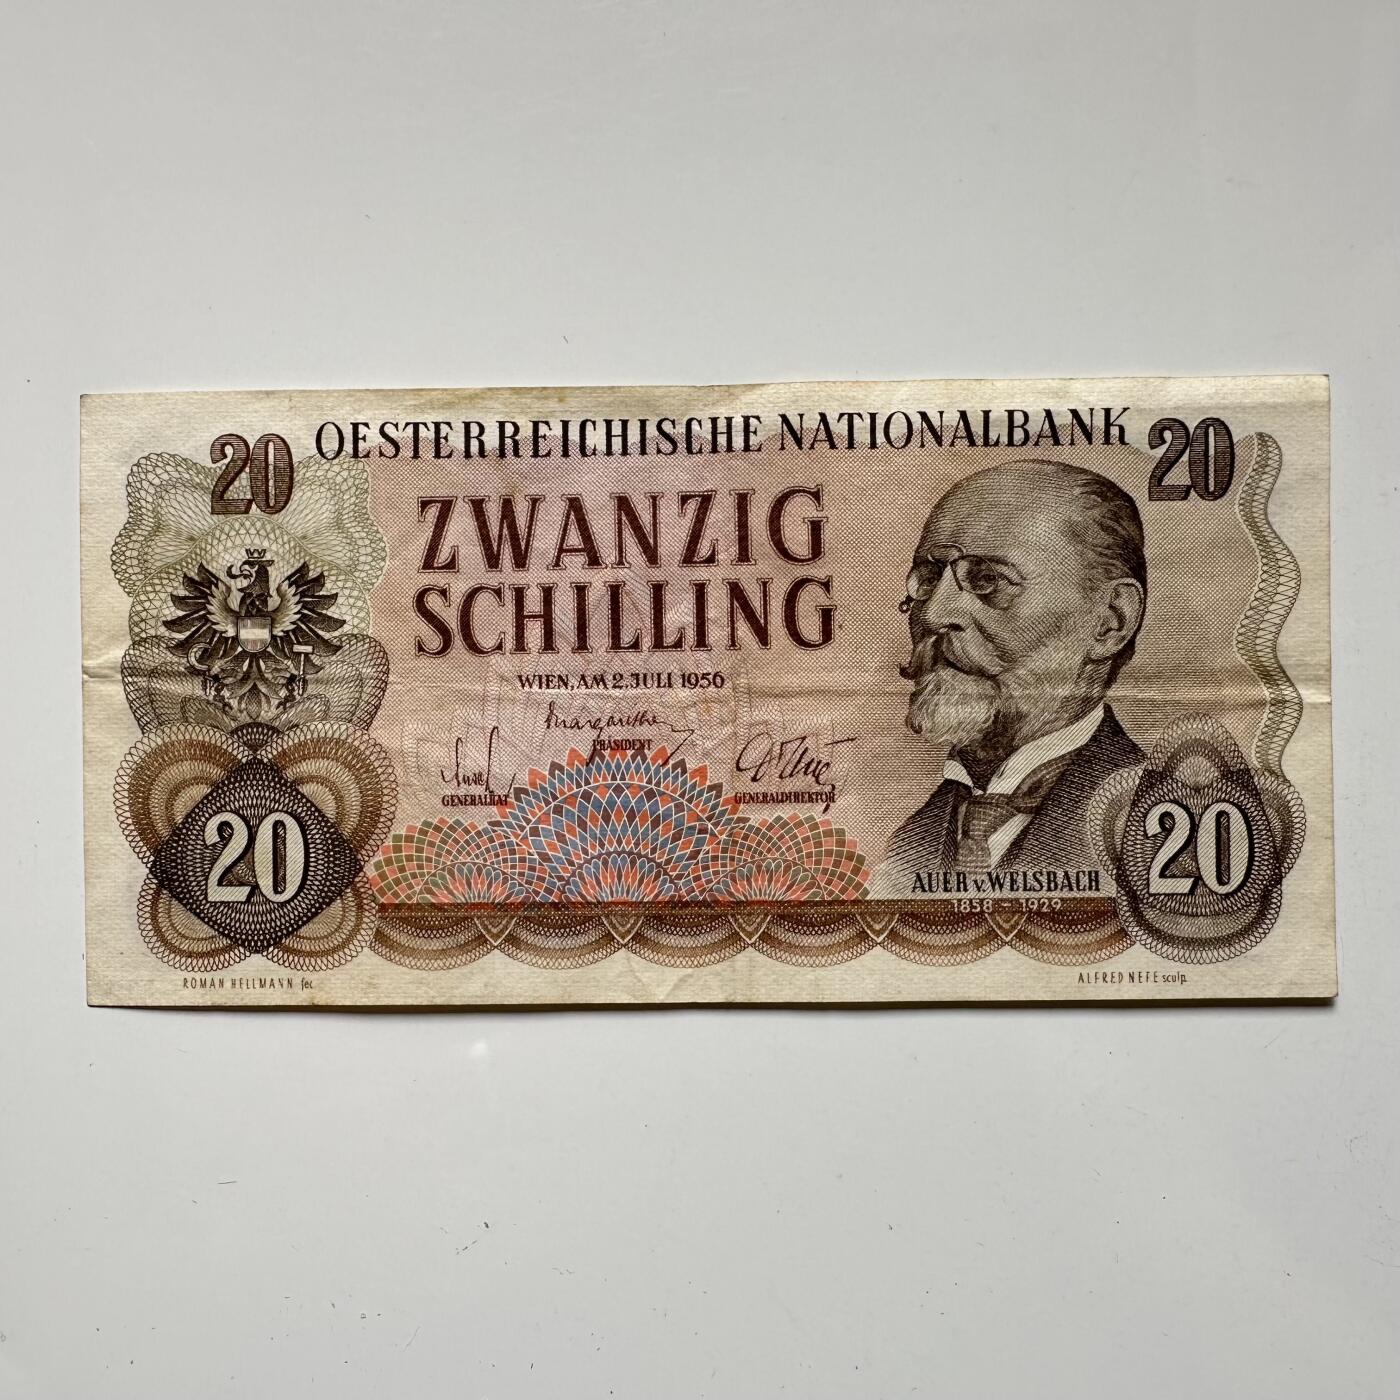 20 OESTERREICHISCHE NATIONALBANK 20
ZWANZIG
SCHILLING
WIEN, AM 2. JULI 1956
PRÄSIDENT
GENERALRAT
GENERALDIREKTOR
20
AUER v. WELSBACH
1858 - 1929
20
ROMAN HELLMANN fec
ALFRED NEFE sculp.